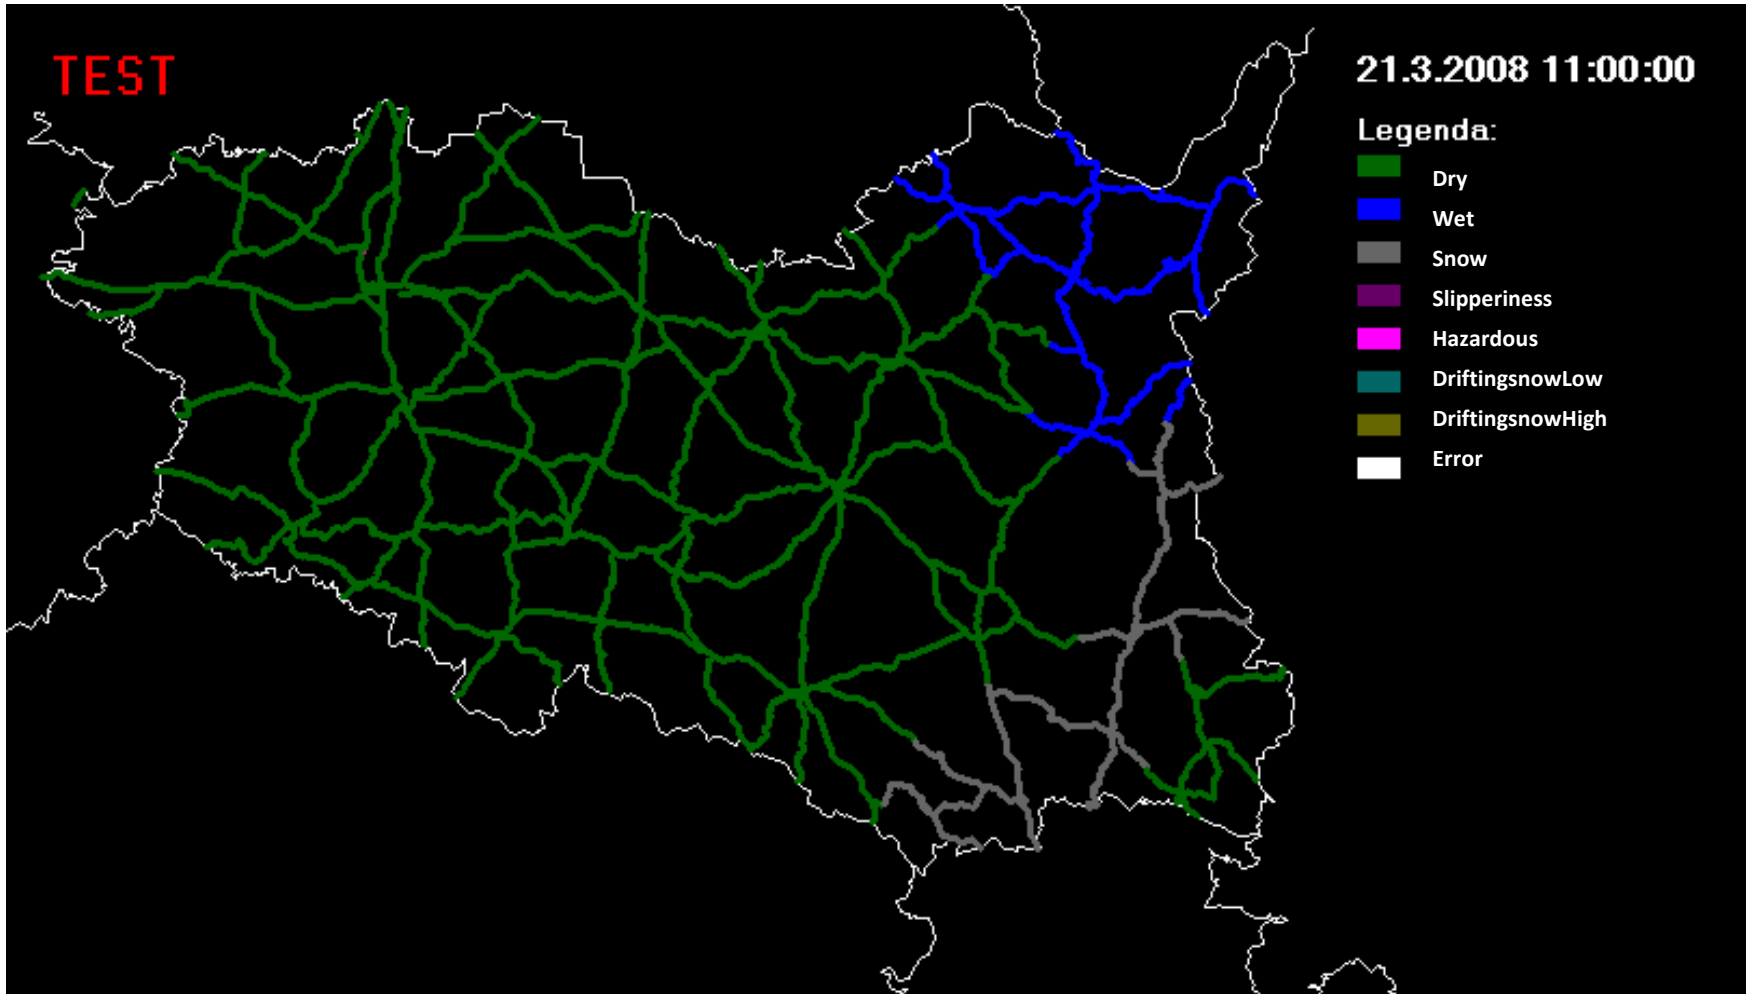 TEST
21.3.2008 11:00:00
Legenda:
Dry
Wet
Snow
Slipperiness
Hazardous
DriftingsnowLow
DriftingsnowHigh
Error